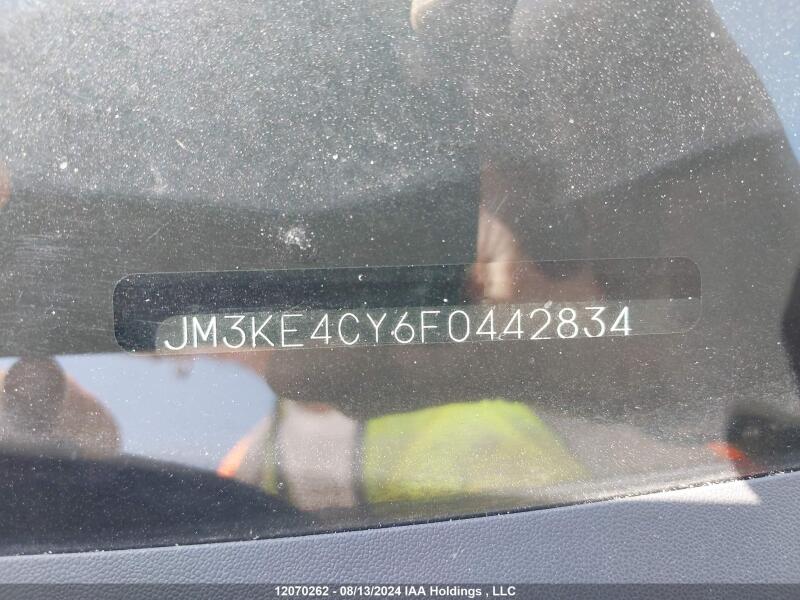 JM3KE4CY6F0442834
12070262 - 08/13/2024 IAA Holdings , LLC